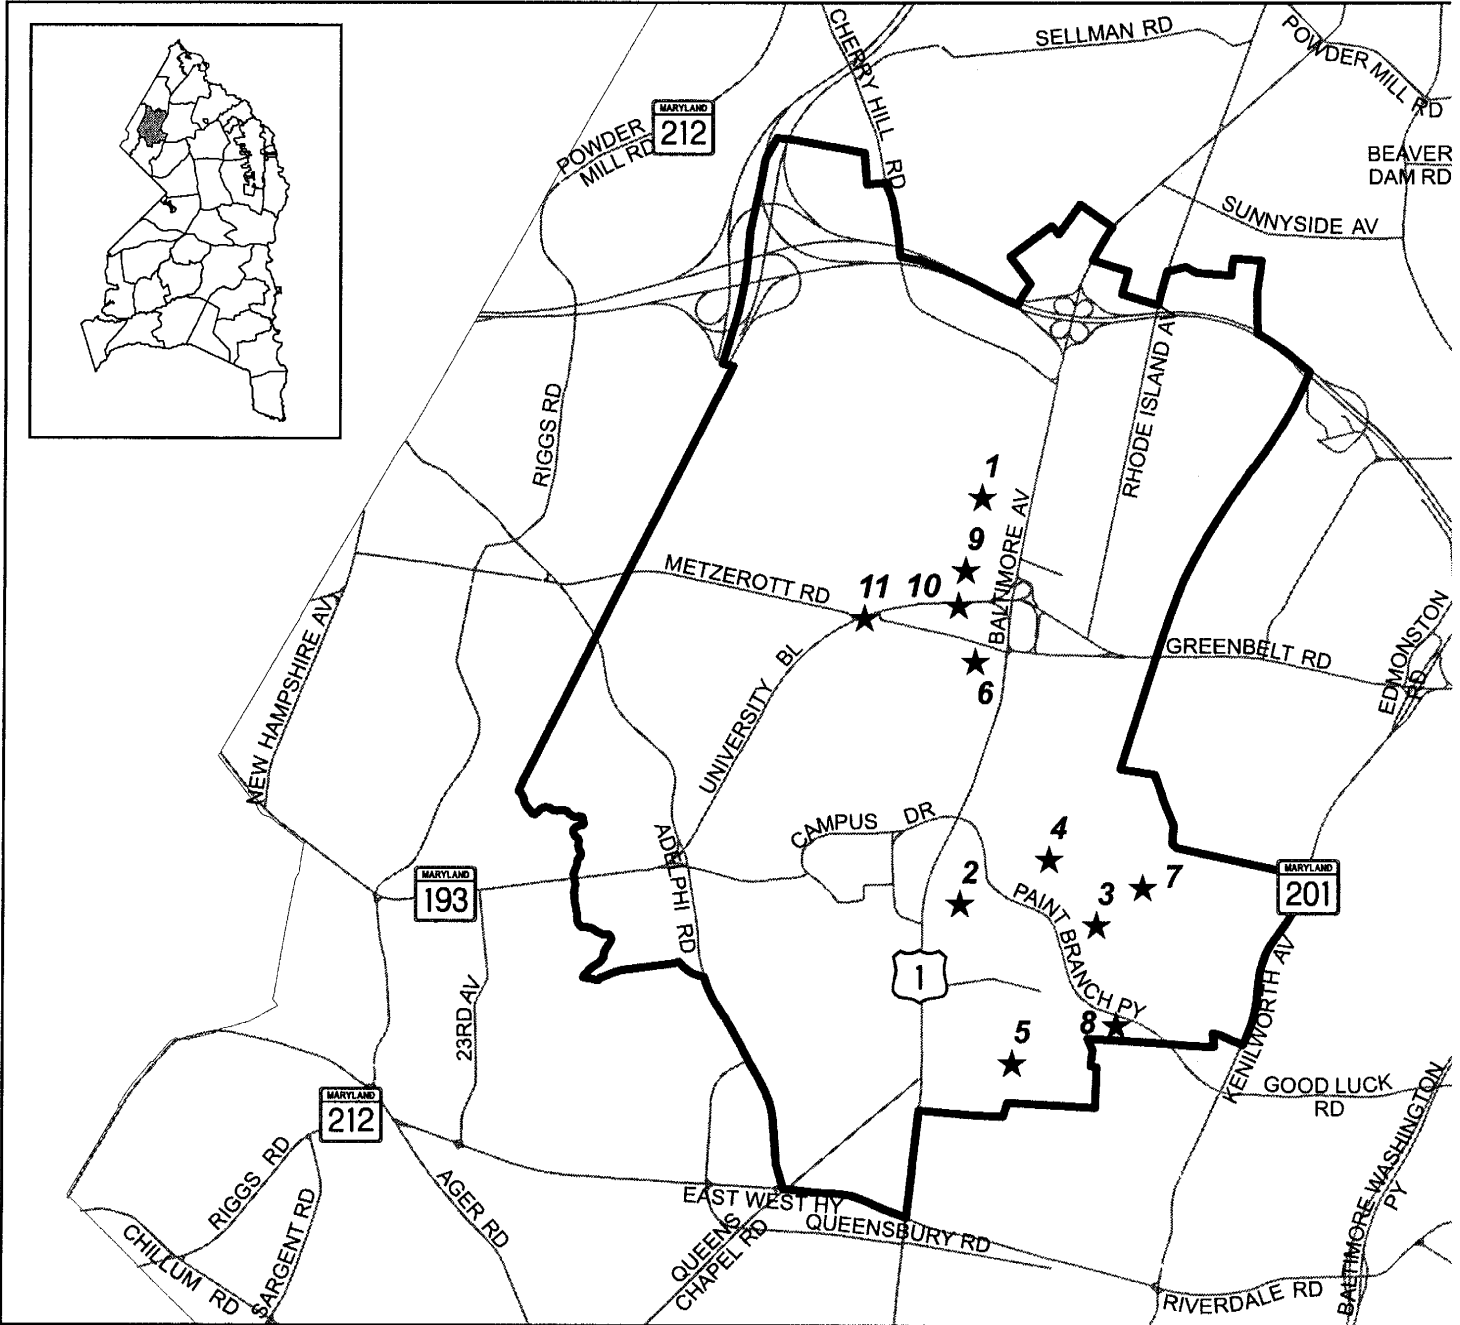 SELLMAN RD
POWDER MILL RD
CHERRY HILL RD
MARYLAND
212
POWDER
MILL RD
BEAVER
DAM RD
SUNNYSIDE AV
RIGGS RD
RHODE ISLAND AV
1
9
BALTIMORE AV
METZEROTT RD
11
10
NEW HAMPSHIRE AV
GREENBELT RD
EDMONSTON
RD
6
UNIVERSITY BL
CAMPUS DR
4
ADELPHI RD
2
7
3
MARYLAND
193
MARYLAND
201
PAINT BRANCH PY
1
23RD AV
KENILWORTH AV
8
5
GOOD LUCK
RD
MARYLAND
212
BALTIMORE WASHINGTON
PY
RIGGS RD
SARGENT RD
AGER RD
EAST WEST HY
QUEENSBURY RD
QUEENS
CHAPEL RD
CHILLUM RD
RIVERDALE RD